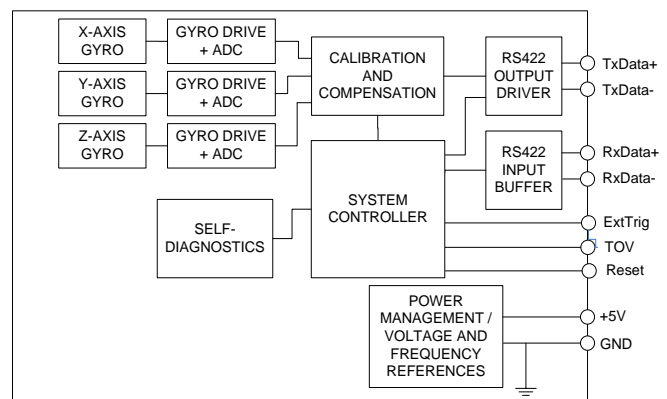 X-AXIS
GYRO
GYRO DRIVE
+ ADC
Y-AXIS
GYRO
GYRO DRIVE
+ ADC
Z-AXIS
GYRO
GYRO DRIVE
+ ADC
CALIBRATION
AND
COMPENSATION
RS422
OUTPUT
DRIVER
TxData+
TxData-
RS422
INPUT
BUFFER
RxData+
RxData-
SELF-
DIAGNOSTICS
SYSTEM
CONTROLLER
ExtTrig
TOV
Reset
POWER
MANAGEMENT /
VOLTAGE AND
FREQUENCY
REFERENCES
+5V
GND